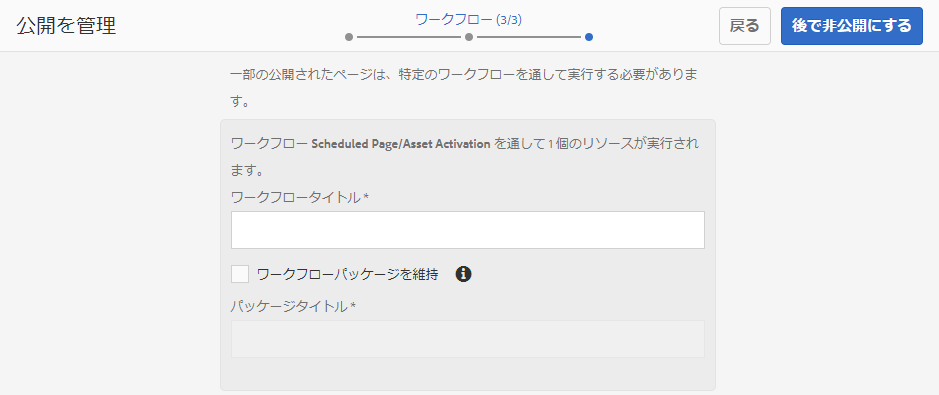 公開を管理
ワークフロー (3/3)
戻る
後で非公開にする
一部の公開されたページは、特定のワークフローを通して実行する必要がありま
す。
ワークフロー Scheduled Page/Asset Activation を通して 1 個のリソースが実行され
ます。
ワークフロータイトル *
ワークフローパッケージを維持
パッケージタイトル *